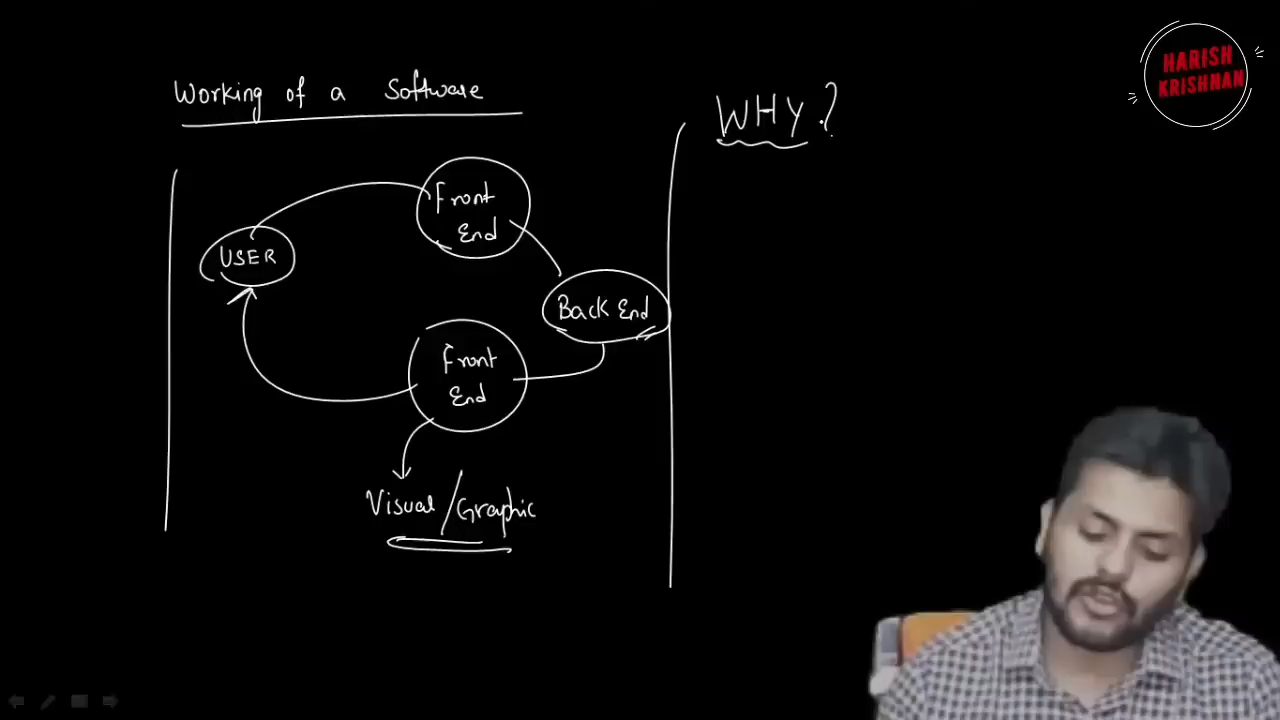 Working of a Software
WHY?
Front
End
USER
Back End
Front
End
Visual/Graphic
HARISH
KRISHNAN